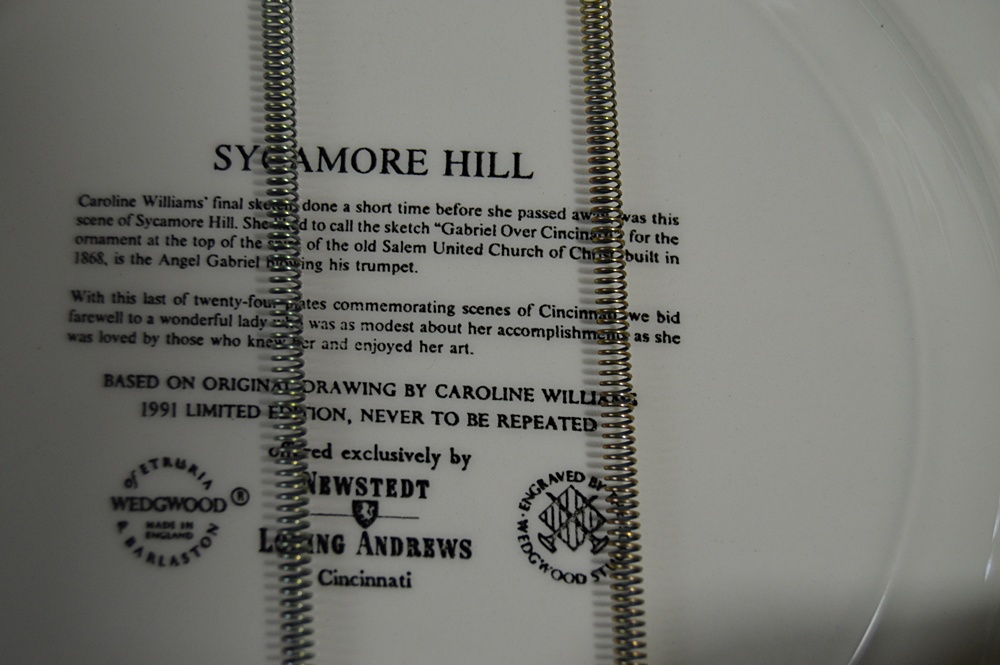 SYCAMORE HILL
Caroline Williams' final sketch, done a short time before she passed away, was this
scene of Sycamore Hill. She liked to call the sketch "Gabriel Over Cincinnati" for the
ornament at the top of the of the old Salem United Church of Christ, built in
1868, is the Angel Gabriel blowing his trumpet.
With this last of twenty-four plates commemorating scenes of Cincinnati, we bid
farewell to a wonderful lady who was as modest about her accomplishments as she
was loved by those who knew her and enjoyed her art.
BASED ON ORIGINAL DRAWING BY CAROLINE WILLIAMS
1991 LIMITED EDITION, NEVER TO BE REPEATED
offered exclusively by
NEWSTEDT
LORING ANDREWS
Cincinnati
of ETRURIA
WEDGWOOD®
MADE IN
ENGLAND
& BARLASTON
ENGRAVED BY
WEDGWOOD STUDIO